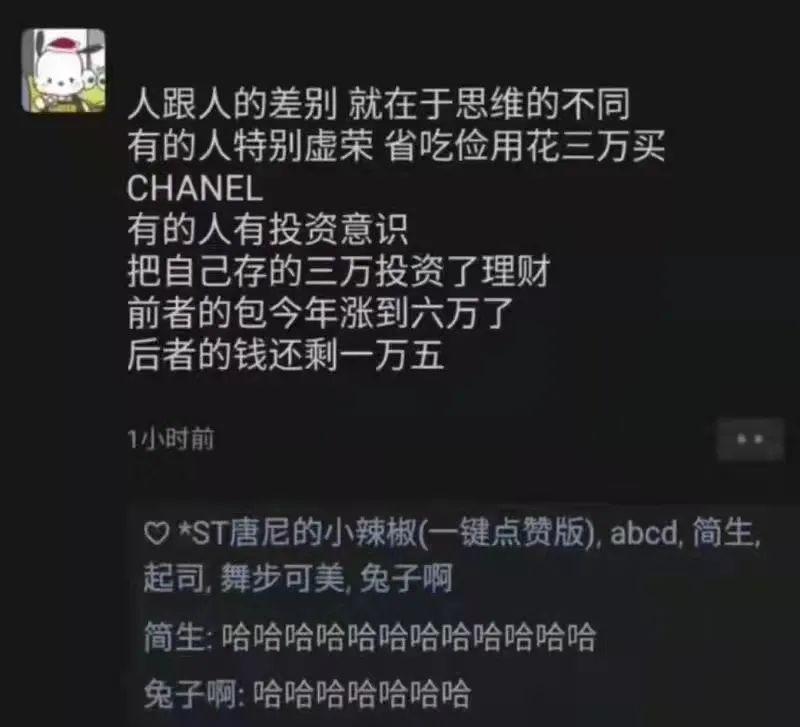 人跟人的差别 就在于思维的不同
有的人特别虚荣 省吃俭用花三万买
CHANEL
有的人有投资意识
把自己存的三万投资了理财
前者的包今年涨到六万了
后者的钱还剩一万五
1小时前
♡ *ST唐尼的小辣椒(一键点赞版), abcd, 简生,
起司, 舞步可美, 兔子啊
简生: 哈哈哈哈哈哈哈哈哈哈哈哈
兔子啊: 哈哈哈哈哈哈哈